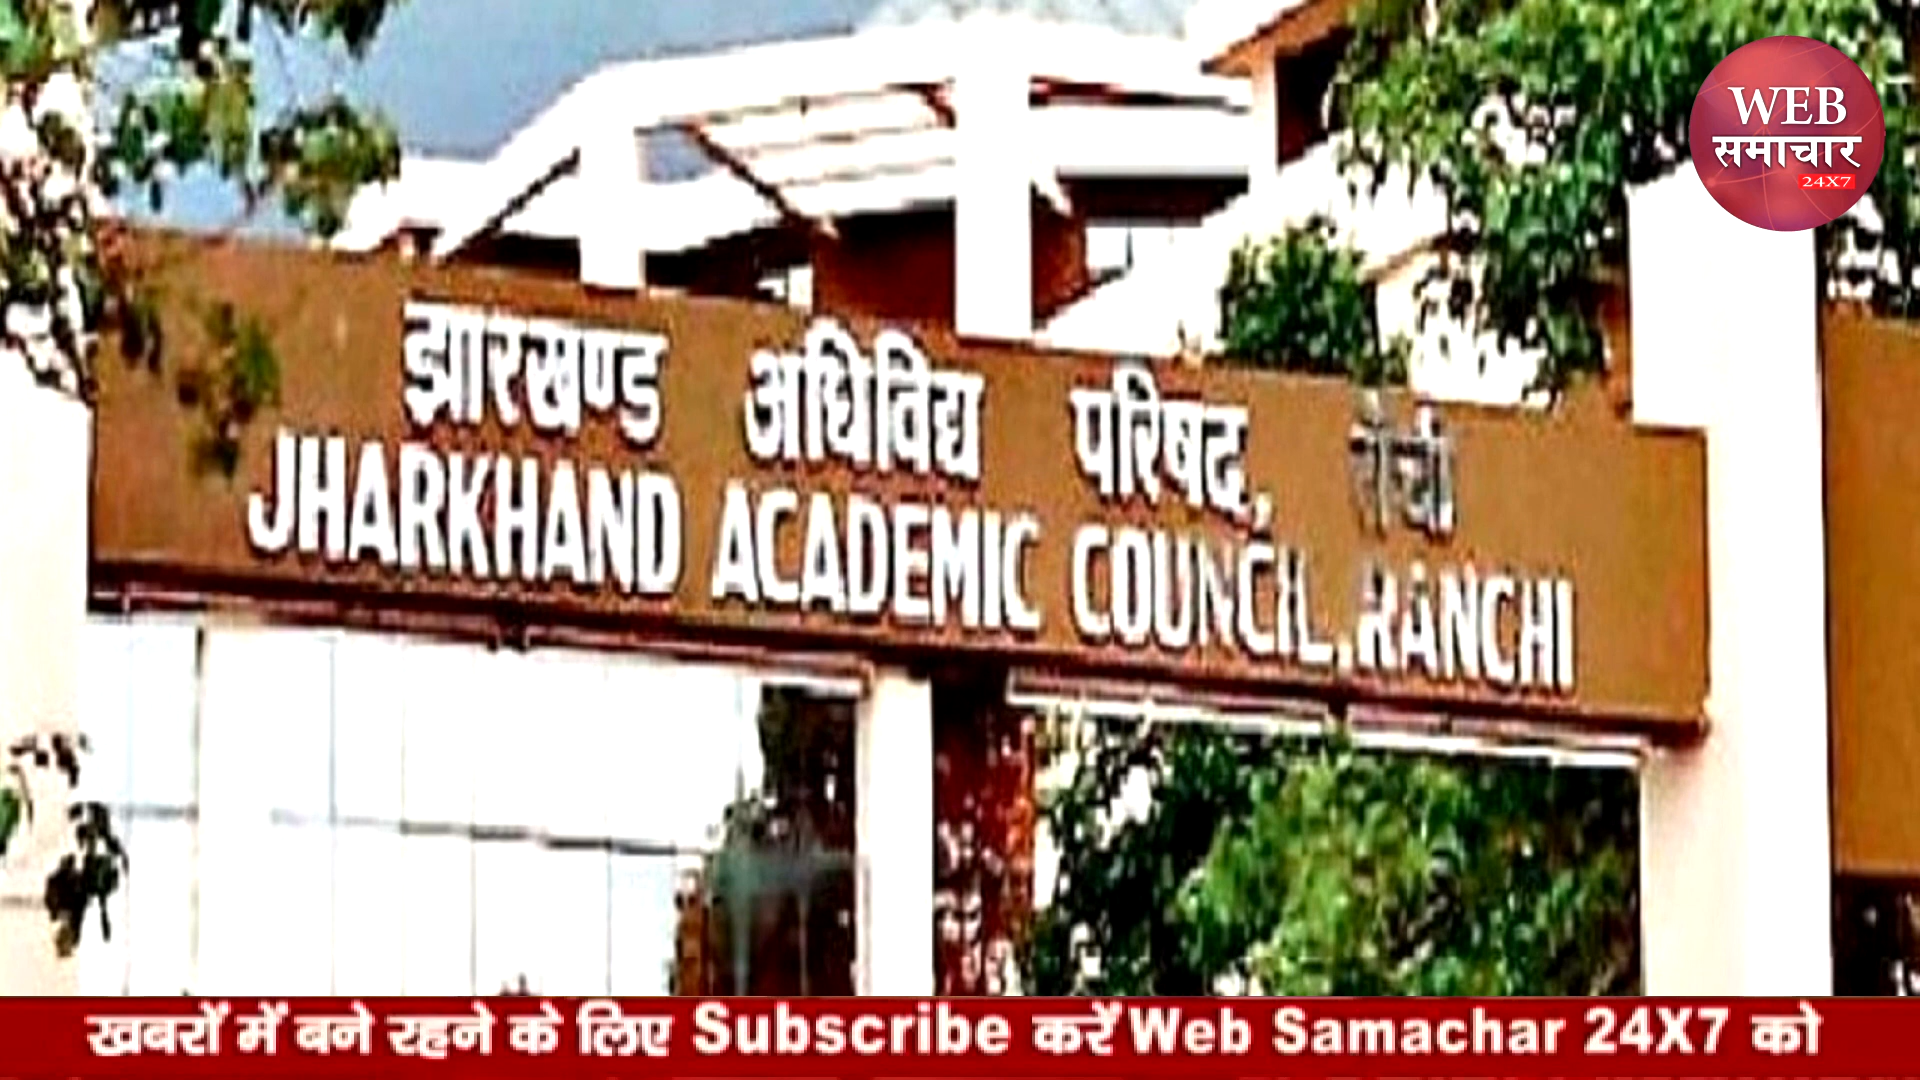 WEB
समाचार
24X7
झारखण्ड अधिविद्य परिषद, राँची
JHARKHAND ACADEMIC COUNCIL, RANCHI
खबरों में बने रहने के लिए Subscribe करें Web Samachar 24X7 को